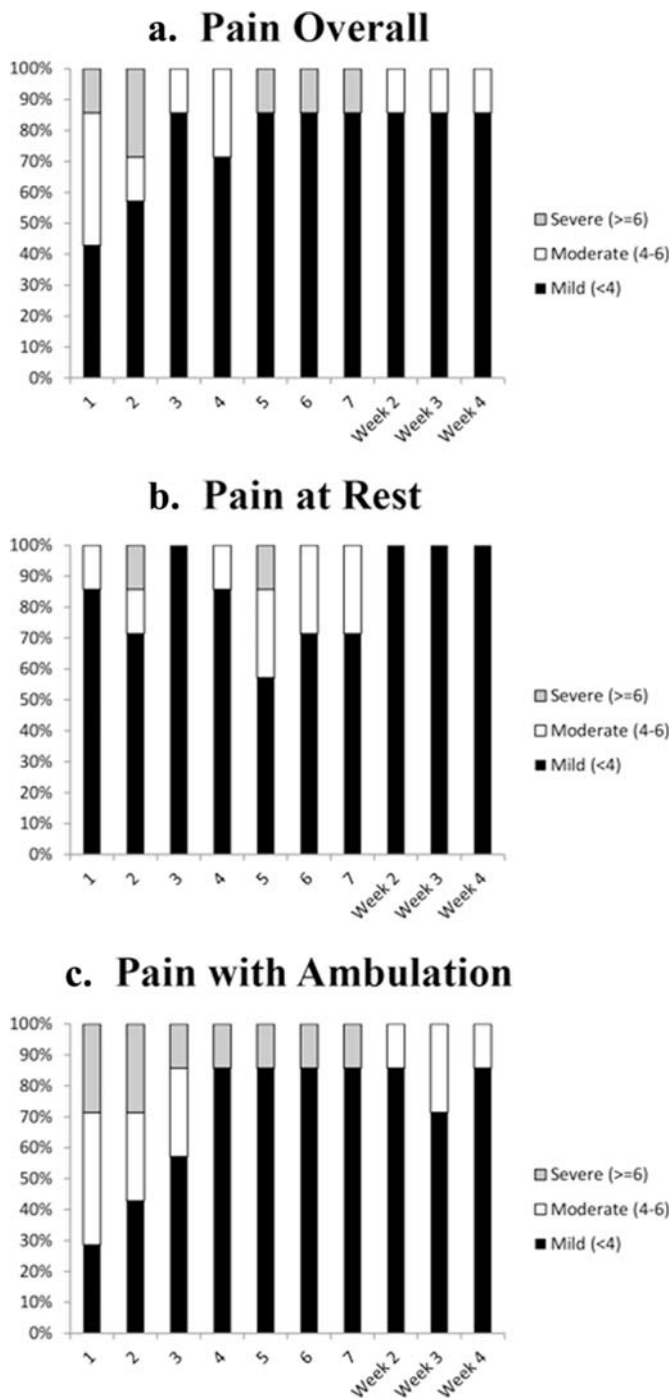 a. Pain Overall
100%
90%
80%
70%
60%
50%
40%
30%
20%
10%
0%
1
2
3
4
5
6
7
Week 2
Week 3
Week 4
Severe (>=6)
Moderate (4-6)
Mild (<4)
b. Pain at Rest
100%
90%
80%
70%
60%
50%
40%
30%
20%
10%
0%
1
2
3
4
5
6
7
Week 2
Week 3
Week 4
Severe (>=6)
Moderate (4-6)
Mild (<4)
c. Pain with Ambulation
100%
90%
80%
70%
60%
50%
40%
30%
20%
10%
0%
1
2
3
4
5
6
7
Week 2
Week 3
Week 4
Severe (>=6)
Moderate (4-6)
Mild (<4)